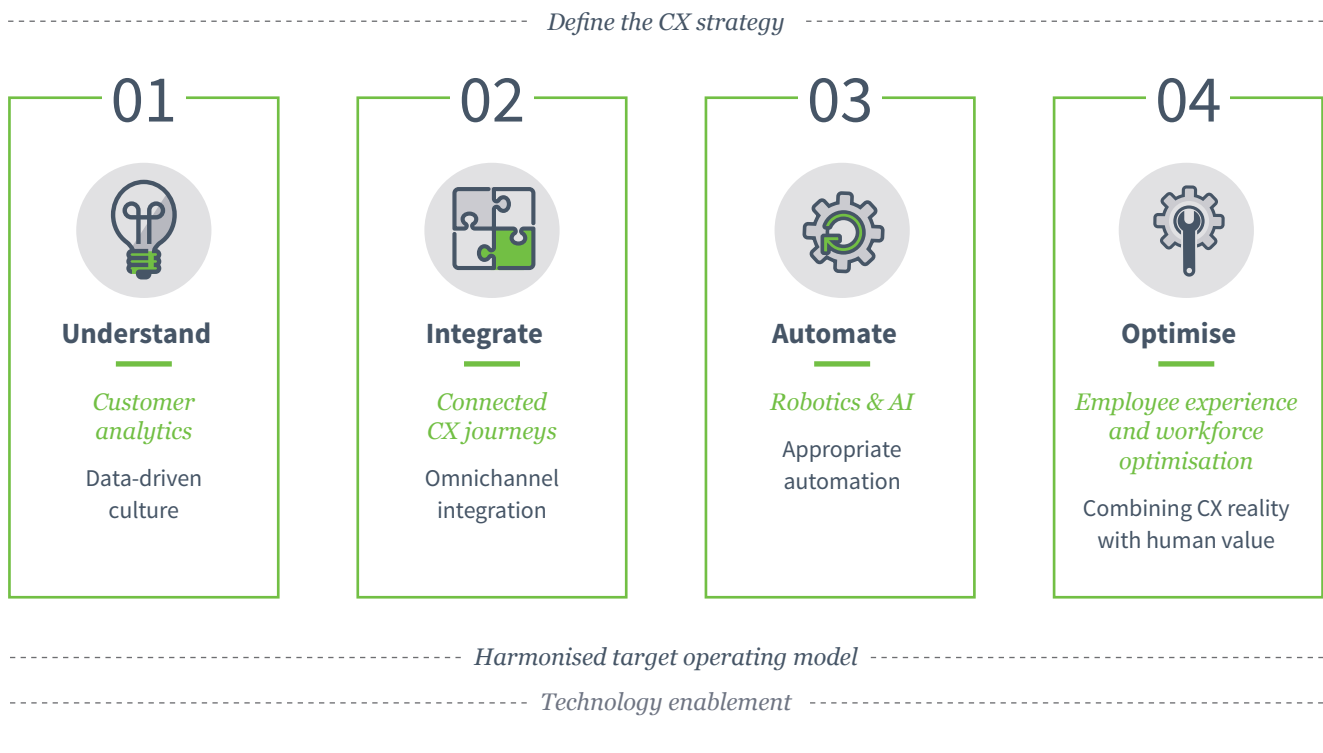 Define the CX strategy
01
Understand
Customer
analytics
Data-driven
culture
02
Integrate
Connected
CX journeys
Omnichannel
integration
03
Automate
Robotics & AI
Appropriate
automation
04
Optimise
Employee experience
and workforce
optimisation
Combining CX reality
with human value
Harmonised target operating model
Technology enablement